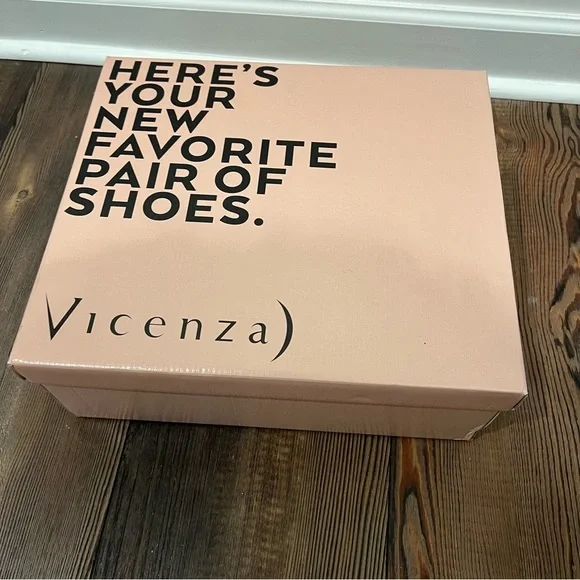 HERE'S
YOUR
NEW
FAVORITE
PAIR OF
SHOES.
Vicenza)